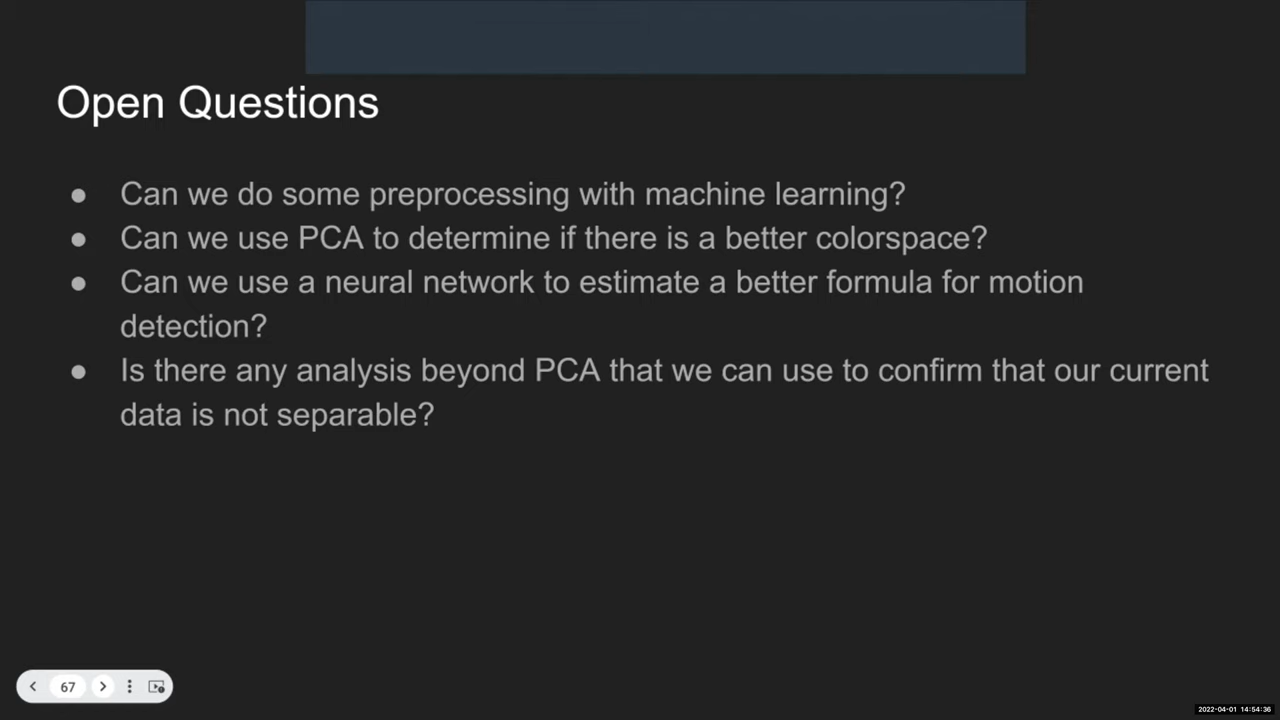 Open Questions
● Can we do some preprocessing with machine learning?
● Can we use PCA to determine if there is a better colorspace?
● Can we use a neural network to estimate a better formula for motion
detection?
● Is there any analysis beyond PCA that we can use to confirm that our current
data is not separable?
67
2022-04-01 14:54:36